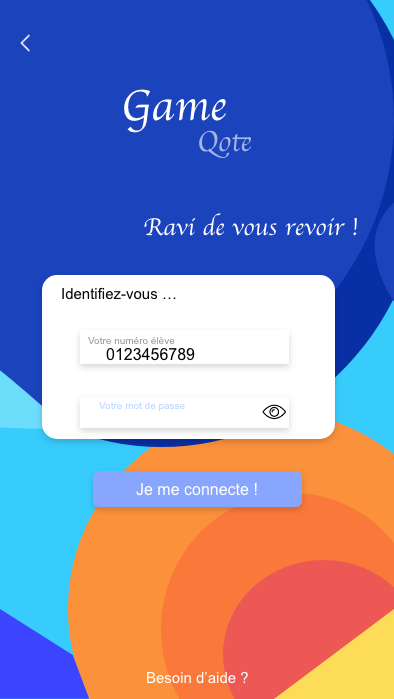 Game
Qote
Ravi de vous revoir !
Identifiez-vous …
Votre numéro élève
0123456789
Votre mot de passe
Je me connecte !
Besoin d'aide ?